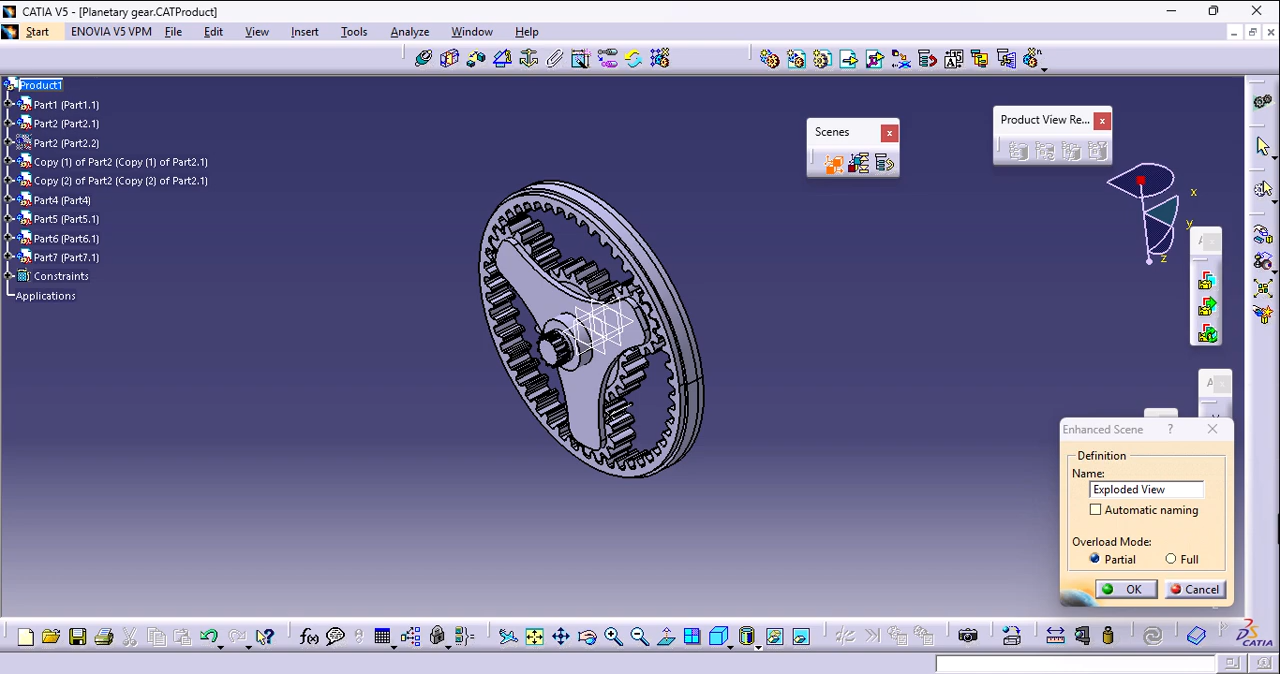 CATIA V5 - [Planetary gear.CATProduct]
Start ENOVIA V5 VPM File Edit View Insert Tools Analyze Window Help
Product1
Part1 (Part1.1)
Part2 (Part2.1)
Part2 (Part2.2)
Copy (1) of Part2 (Copy (1) of Part2.1)
Copy (2) of Part2 (Copy (2) of Part2.1)
Part4 (Part4)
Part5 (Part5.1)
Part6 (Part6.1)
Part7 (Part7.1)
Constraints
Applications
Scenes
Product View Re...
x
y
z
A
A
Enhanced Scene ?
Definition
Name:
Exploded View
Automatic naming
Overload Mode:
Partial Full
OK Cancel
f(x)
CATIA